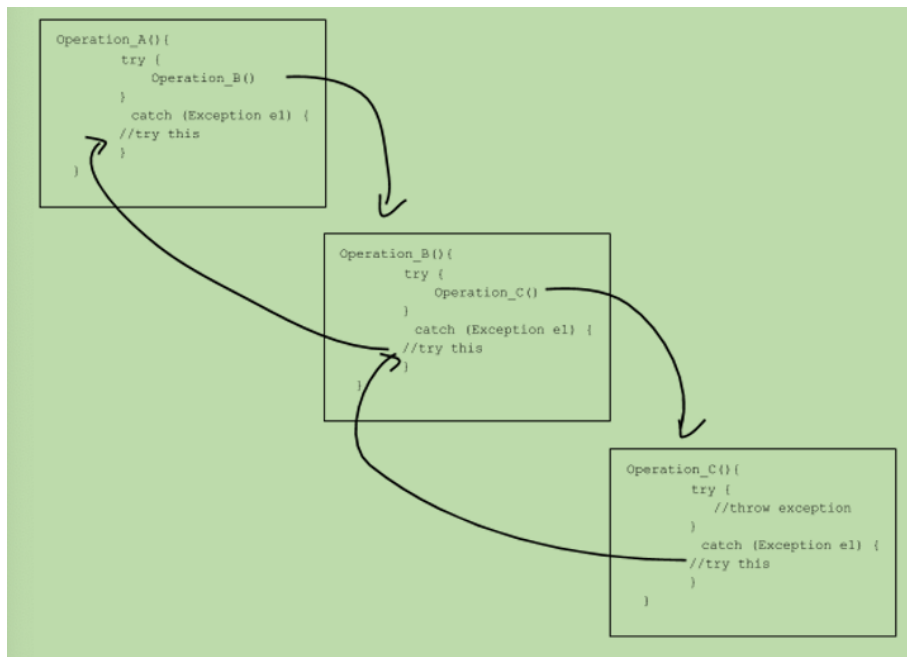 Operation_A(){
try {
Operation_B()
}
catch (Exception e1) {
//try this
}
}
Operation_B(){
try {
Operation_C()
}
catch (Exception e1) {
//try this
}
}
Operation_C(){
try {
//throw exception
}
catch (Exception e1) {
//try this
}
}